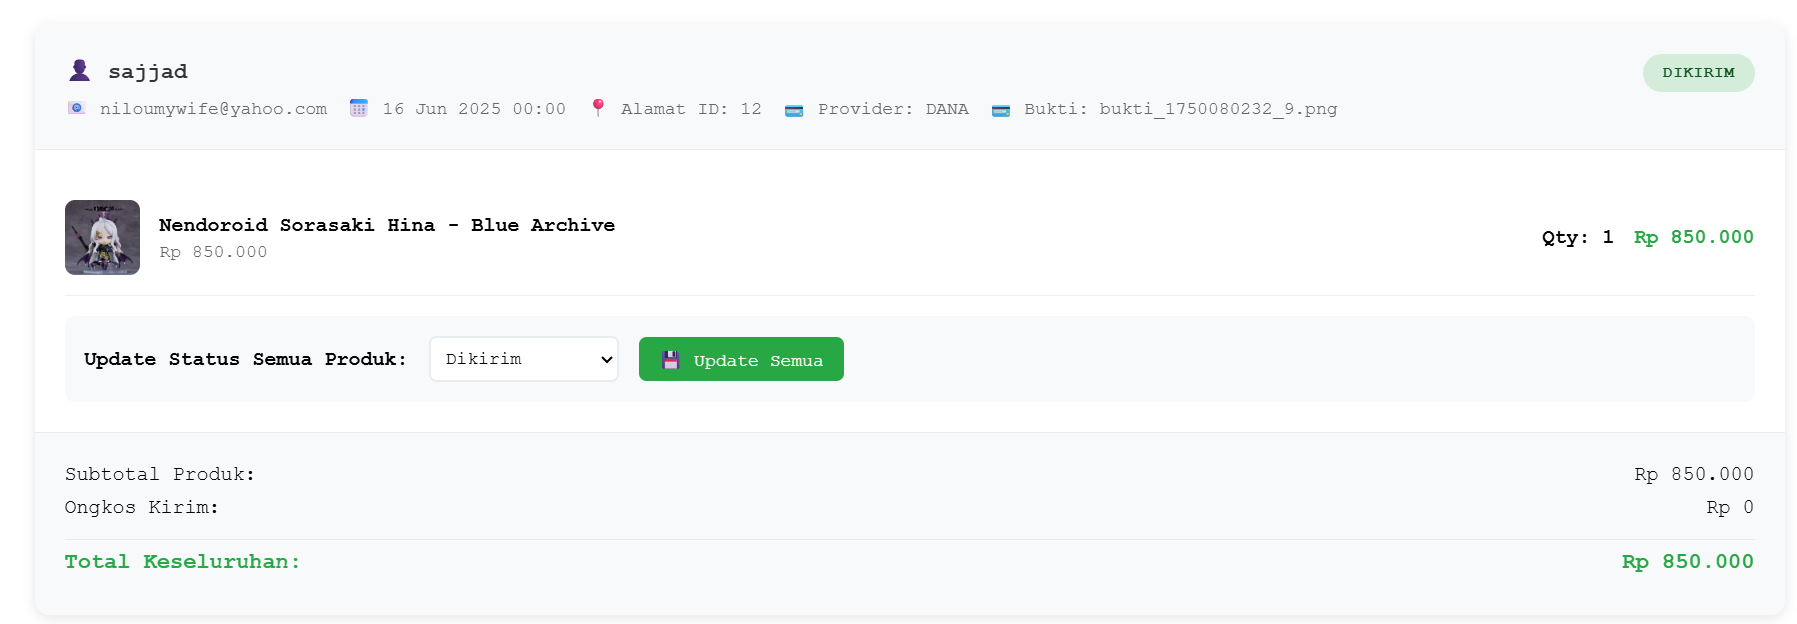 sajjad
DIKIRIM
niloumywife@yahoo.com 16 Jun 2025 00:00 Alamat ID: 12 Provider: DANA Bukti: bukti_1750080232_9.png
Nendoroid Sorasaki Hina - Blue Archive
Rp 850.000
Qty: 1 Rp 850.000
Update Status Semua Produk: Dikirim Update Semua
Subtotal Produk: Rp 850.000
Ongkos Kirim: Rp 0
Total Keseluruhan: Rp 850.000